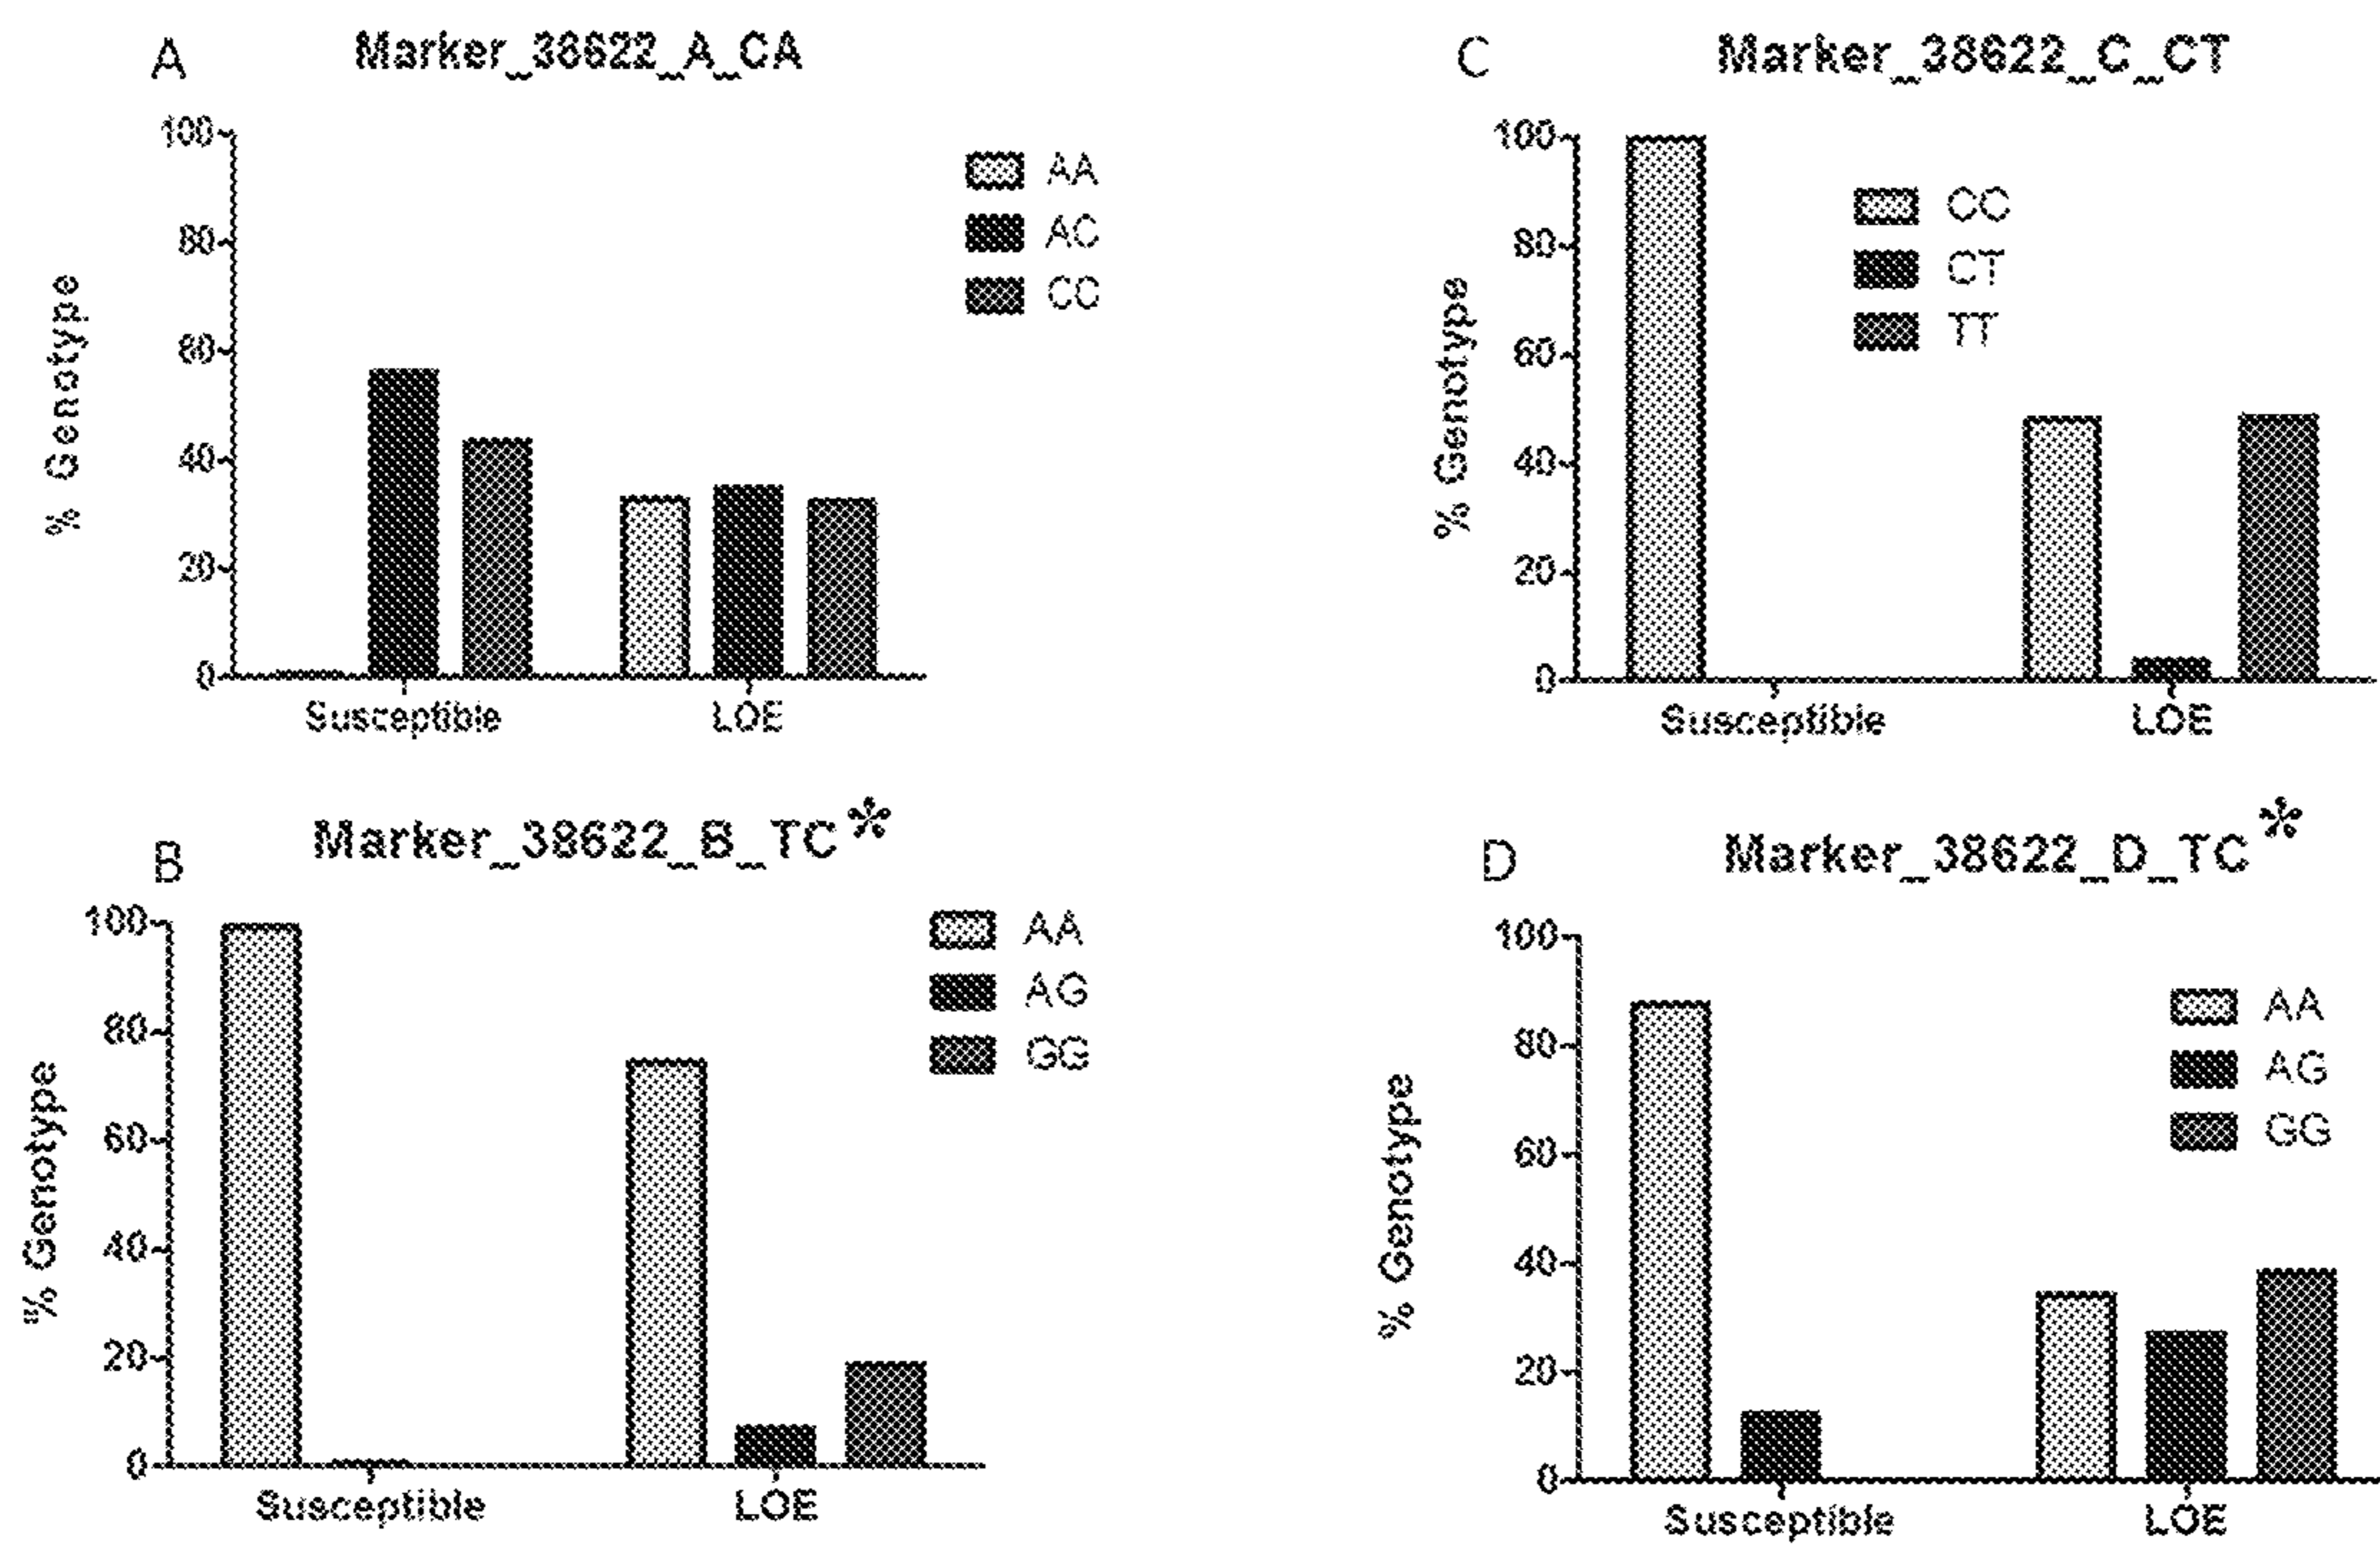 A
Marker_38622_A_CA
% Genotype
100
80
60
40
20
0
Susceptible
LOE
AA
AC
CC
C
Marker_38622_C_CT
% Genotype
100
80
60
40
20
0
Susceptible
LOE
CC
CT
TT
B
Marker_38622_B_TC*
% Genotype
100
80
60
40
20
0
Susceptible
LOE
AA
AG
GG
D
Marker_38622_D_TC*
% Genotype
100
80
60
40
20
0
Susceptible
LOE
AA
AG
GG